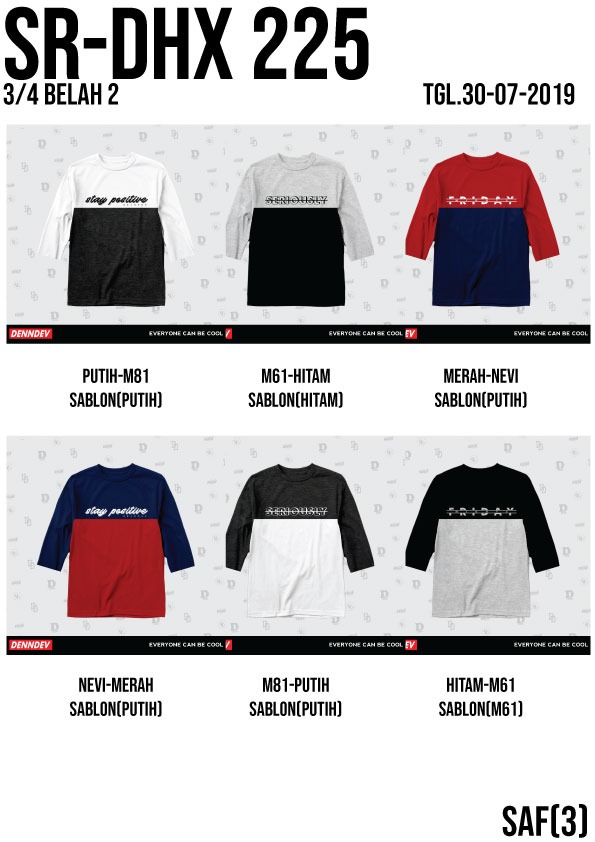 SR-DHX 225
3/4 BELAH 2
TGL.30-07-2019
stay positive
SERIOUSLY
FRIDAY
DENNDEV
EVERYONE CAN BE COOL
EVERYONE CAN BE COOL
EV
EVERYONE CAN BE COOL
PUTIH-M81
SABLON(PUTIH)
M61-HITAM
SABLON(HITAM)
MERAH-NEVI
SABLON(PUTIH)
stay positive
SERIOUSLY
FRIDAY
DENNDEV
EVERYONE CAN BE COOL
EVERYONE CAN BE COOL
EV
EVERYONE CAN BE COOL
NEVI-MERAH
SABLON(PUTIH)
M81-PUTIH
SABLON(PUTIH)
HITAM-M61
SABLON(M61)
SAF(3)